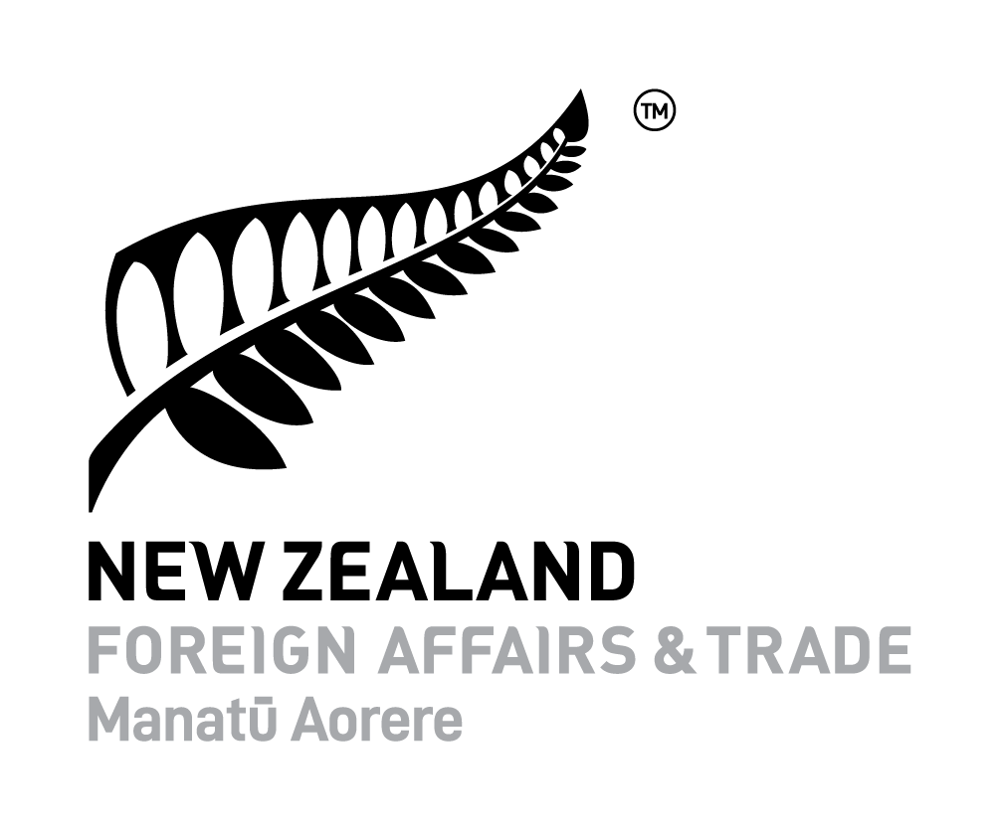 TM
NEW ZEALAND
FOREIGN AFFAIRS & TRADE
Manatū Aorere